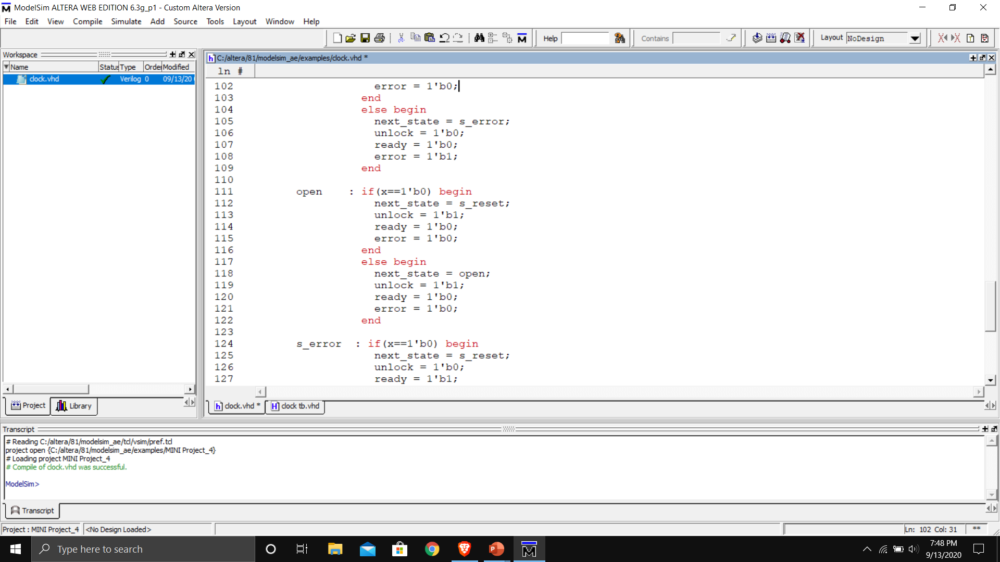 ModelSim ALTERA WEB EDITION 6.3g_p1 - Custom Altera Version
File Edit View Compile Simulate Add Source Tools Layout Window Help
Help Contains Layout NoDesign
Workspace
Name Status Type Order Modified
clock.vhd Verilog 0 09/13/20
C:/altera/81/modelsim_ae/examples/clock.vhd *
ln #
102 error = 1'b0;
103 end
104 else begin
105 next_state = s_error;
106 unlock = 1'b0;
107 ready = 1'b0;
108 error = 1'b1;
109 end
110
111 open : if(x==1'b0) begin
112 next_state = s_reset;
113 unlock = 1'b1;
114 ready = 1'b0;
115 error = 1'b0;
116 end
117 else begin
118 next_state = open;
119 unlock = 1'b1;
120 ready = 1'b0;
121 error = 1'b0;
122 end
123
124 s_error : if(x==1'b0) begin
125 next_state = s_reset;
126 unlock = 1'b0;
127 ready = 1'b1;
Project Library
clock.vhd * clock tb.vhd
Transcript
# Reading C:/altera/81/modelsim_ae/tcl/vsim/pref.tcl
project open {C:/altera/81/modelsim_ae/examples/MINI Project_4}
# Loading project MINI Project_4
# Compile of clock.vhd was successful.
ModelSim>
Transcript
Project : MINI Project_4 <No Design Loaded> Ln: 102 Col: 31 **
Type here to search
7:48 PM
9/13/2020